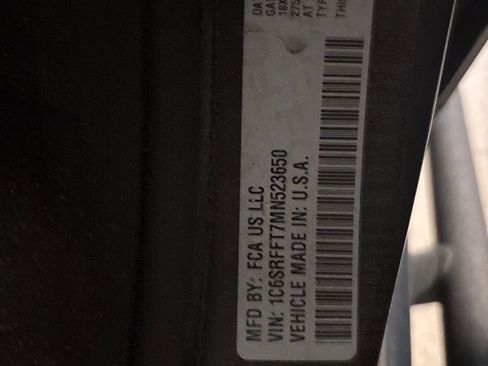 MFD BY: FCA US LLC
VIN: 1C6SRFFT7MN523650
VEHICLE MADE IN: U.S.A.